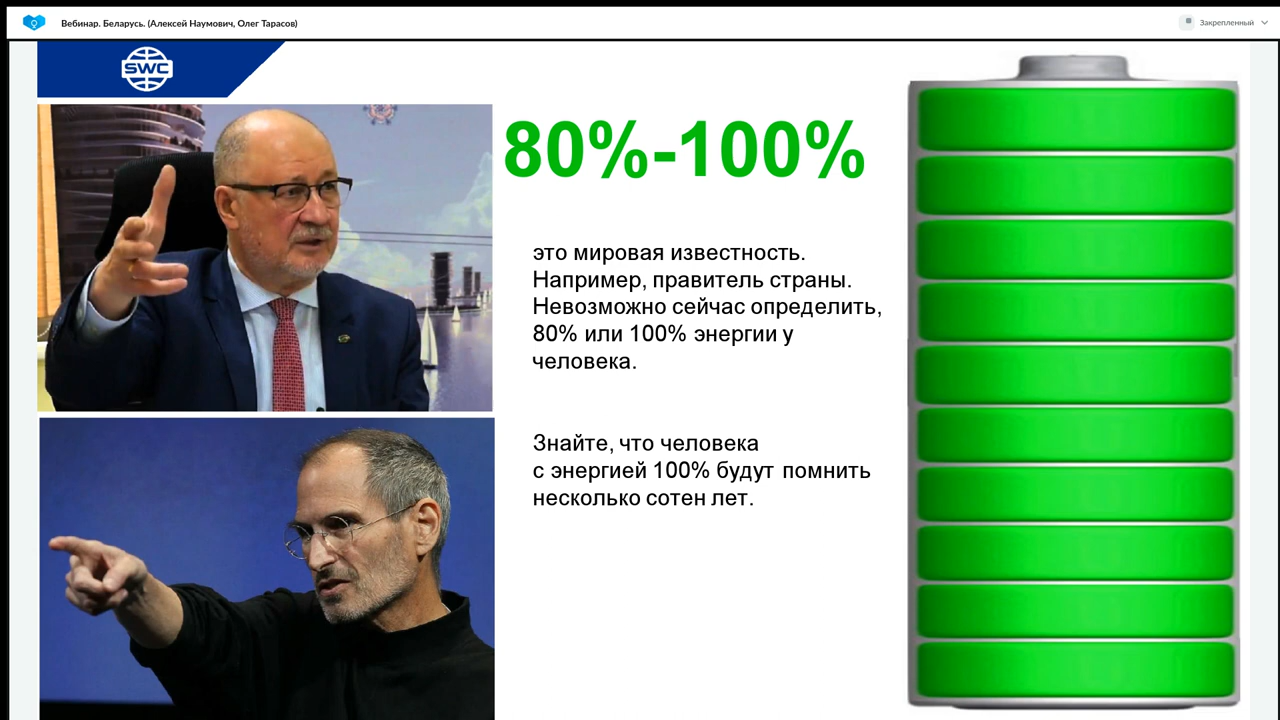 Вебинар. Беларусь. (Алексей Наумович, Олег Тарасов)
Закрепленный
SWC
80%-100%
это мировая известность.
Например, правитель страны.
Невозможно сейчас определить,
80% или 100% энергии у
человека.
Знайте, что человека
с энергией 100% будут помнить
несколько сотен лет.